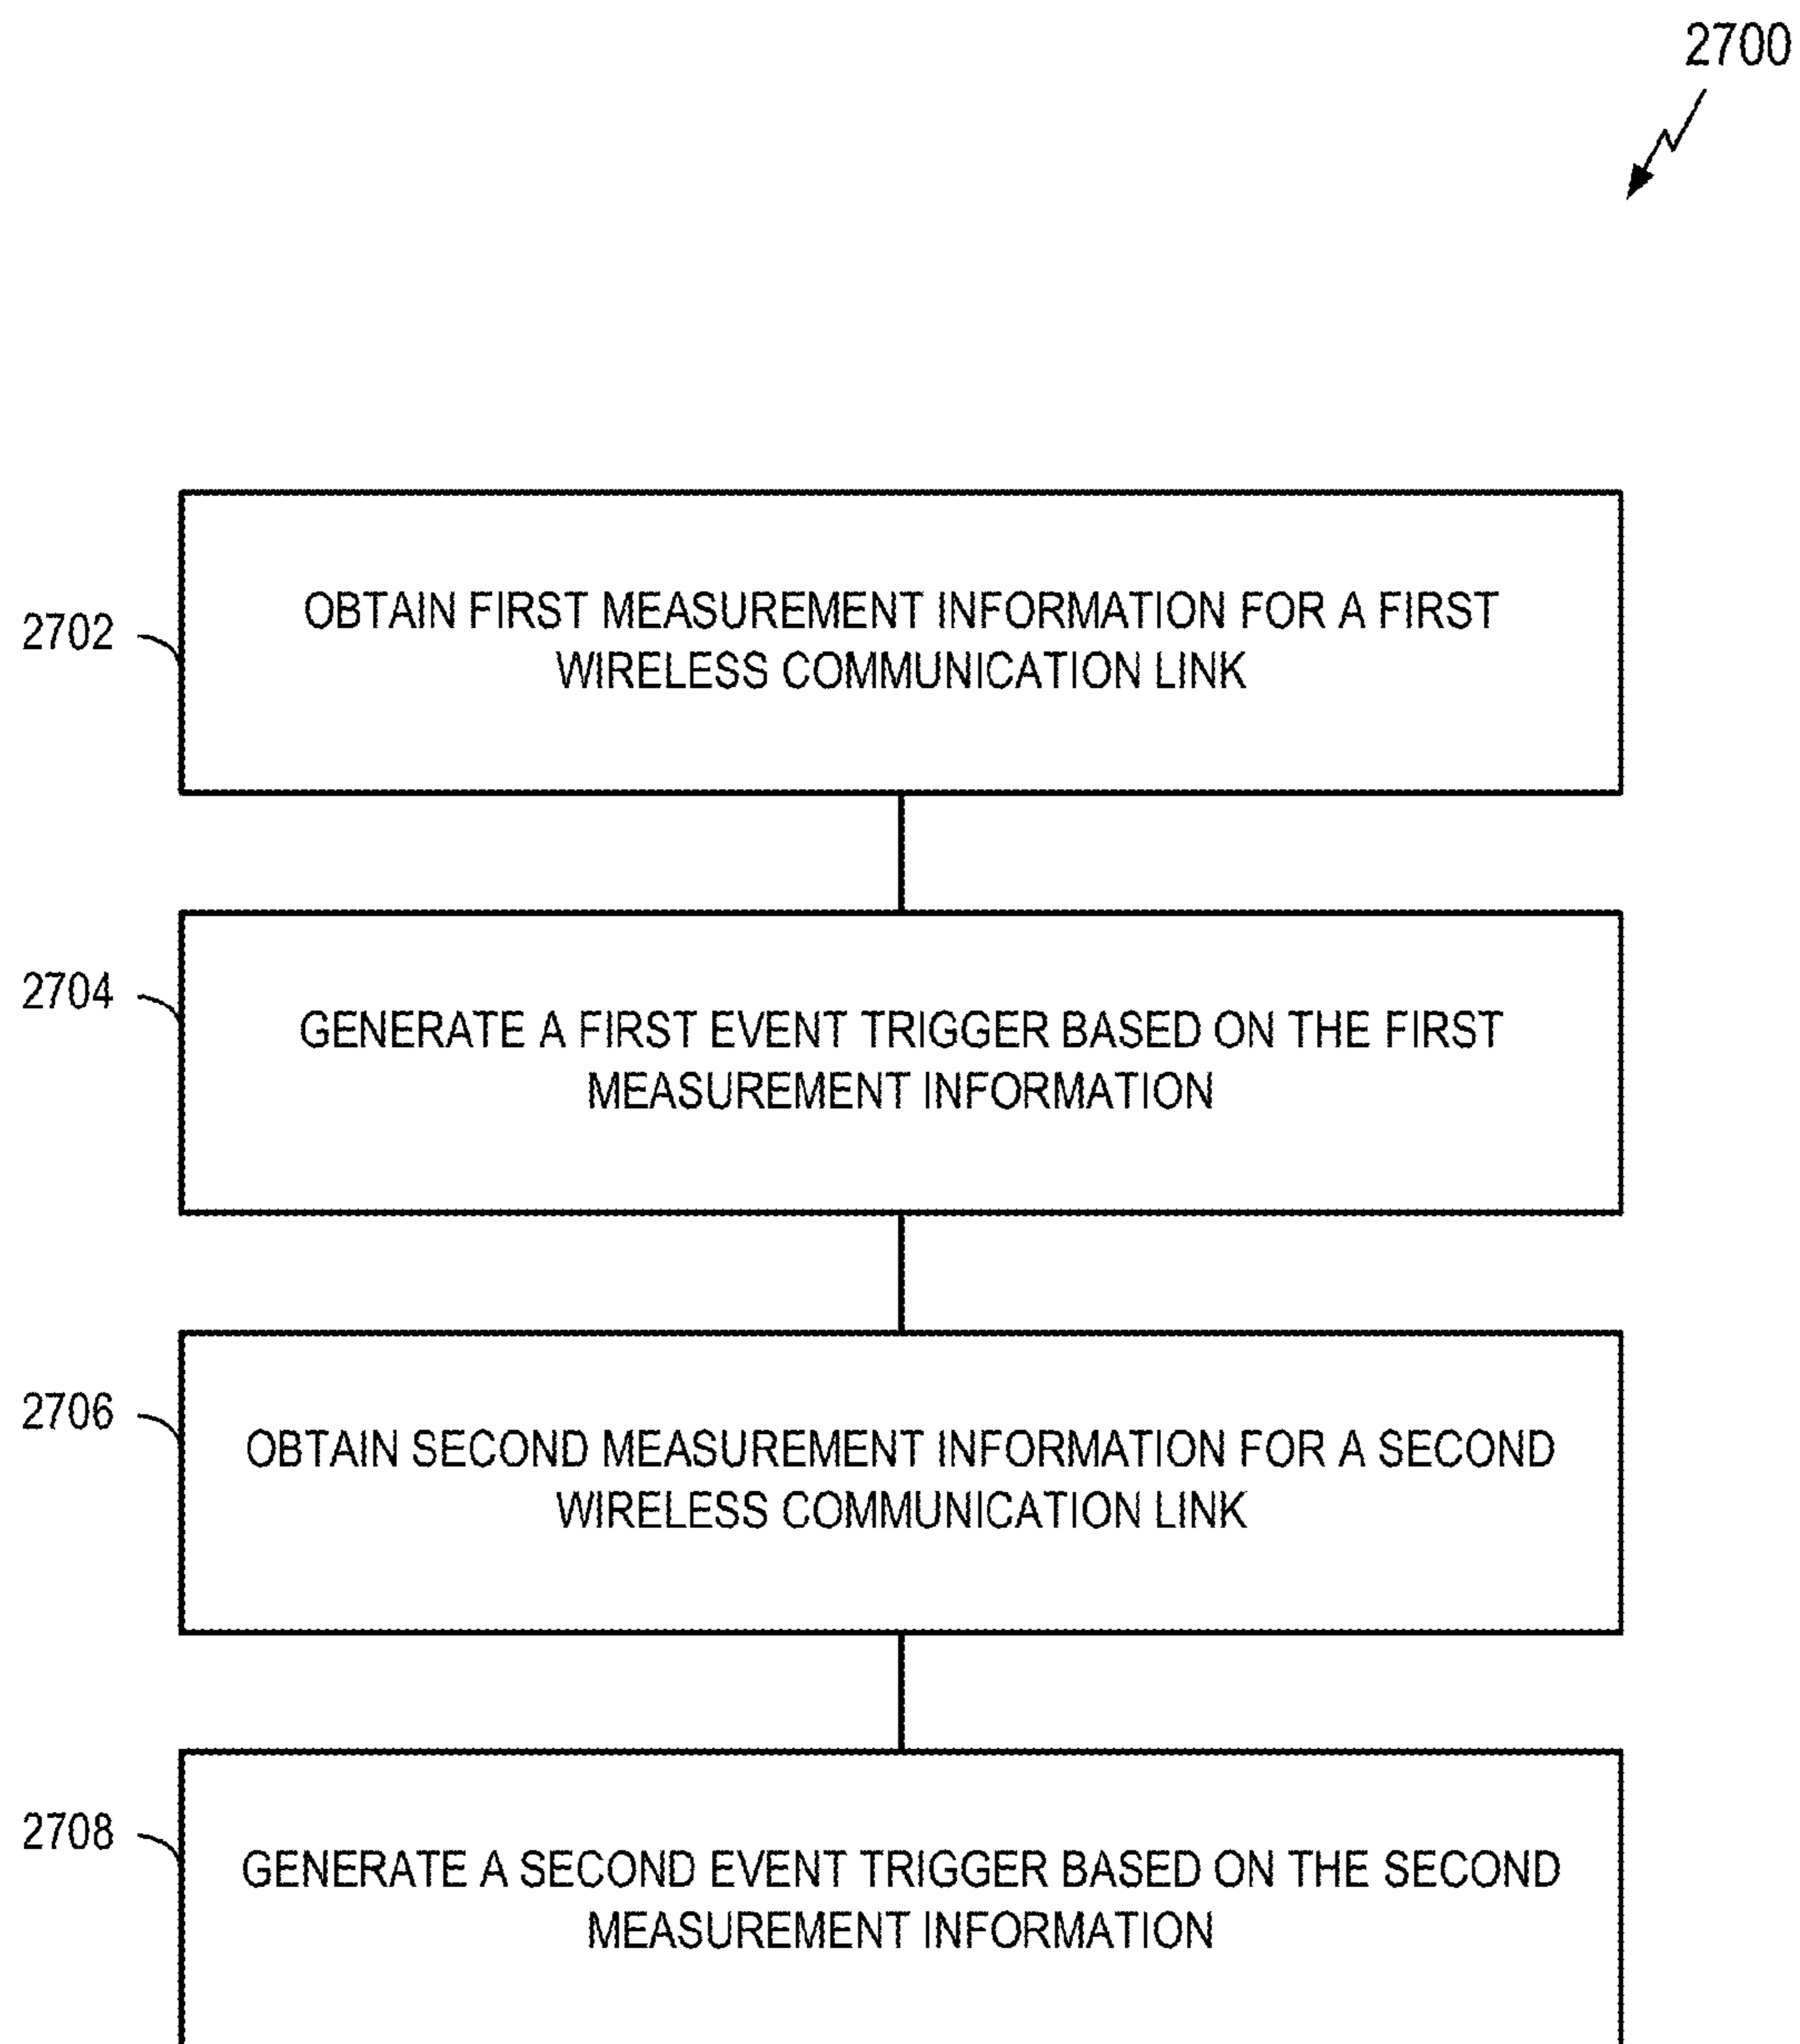 2700
2702
OBTAIN FIRST MEASUREMENT INFORMATION FOR A FIRST
WIRELESS COMMUNICATION LINK
2704
GENERATE A FIRST EVENT TRIGGER BASED ON THE FIRST
MEASUREMENT INFORMATION
2706
OBTAIN SECOND MEASUREMENT INFORMATION FOR A SECOND
WIRELESS COMMUNICATION LINK
2708
GENERATE A SECOND EVENT TRIGGER BASED ON THE SECOND
MEASUREMENT INFORMATION